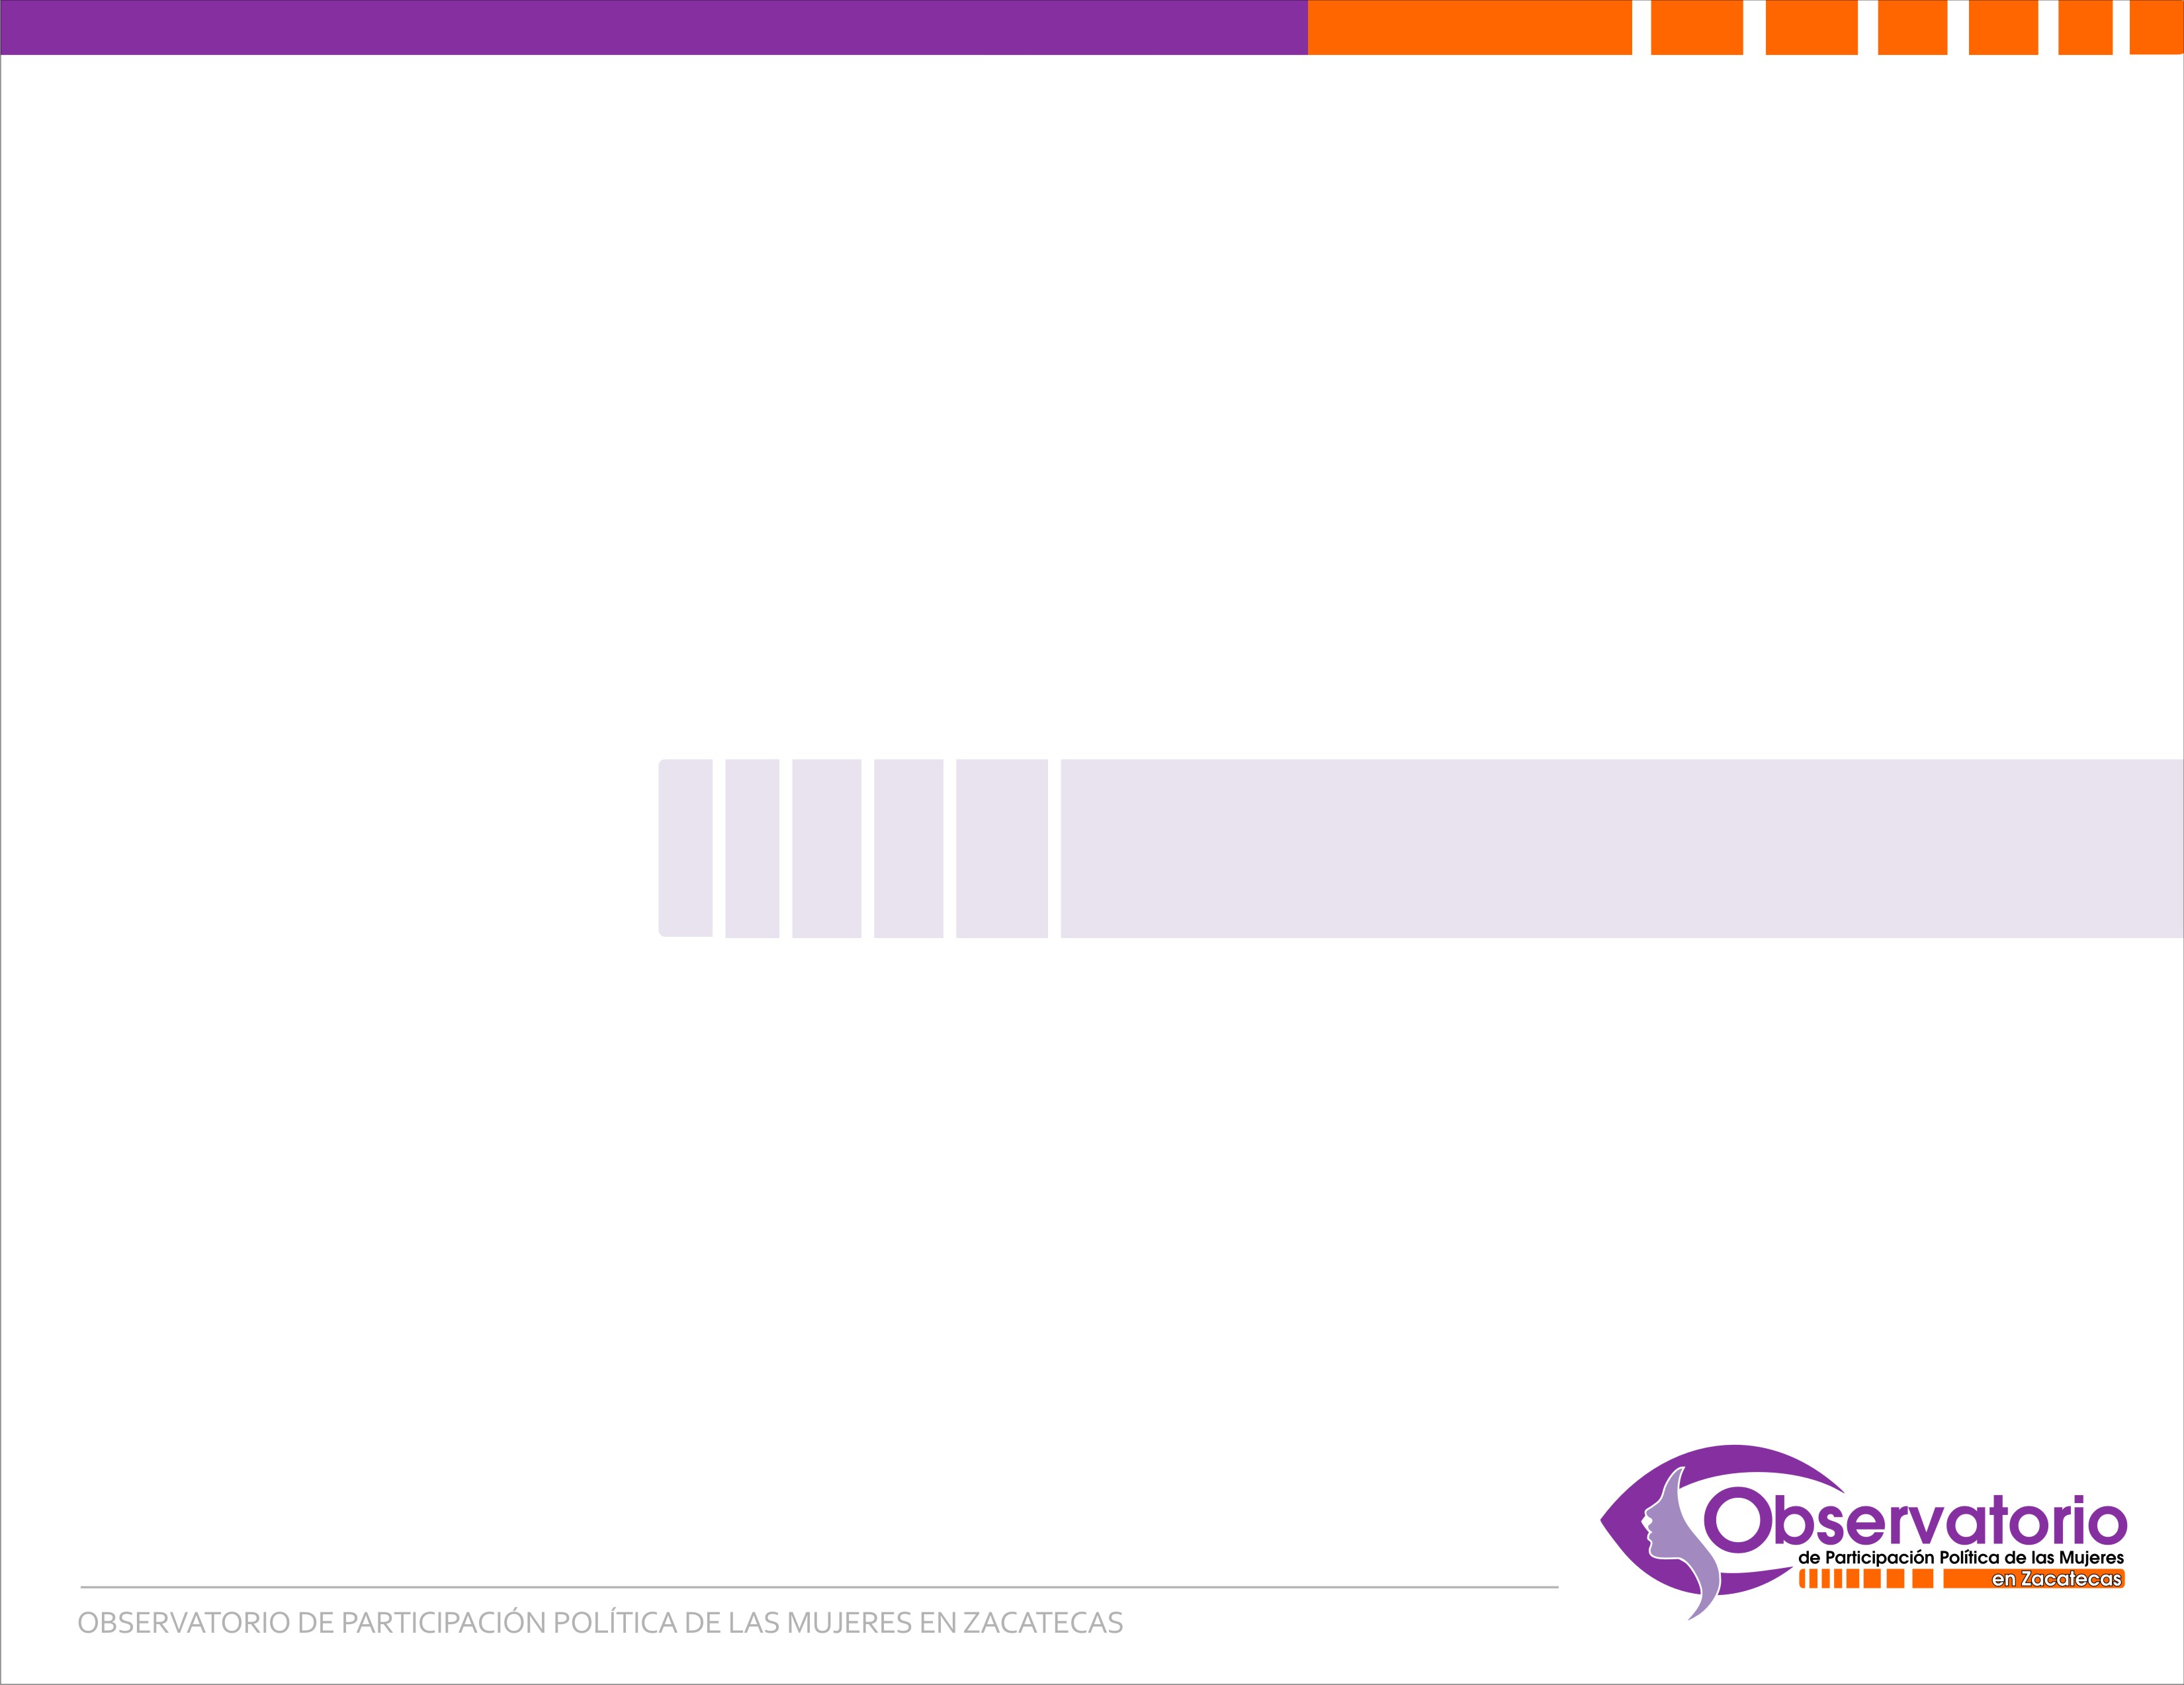 Observatorio
de Participación Política de las Mujeres
en Zacatecas
OBSERVATORIO DE PARTICIPACIÓN POLÍTICA DE LAS MUJERES EN ZACATECAS